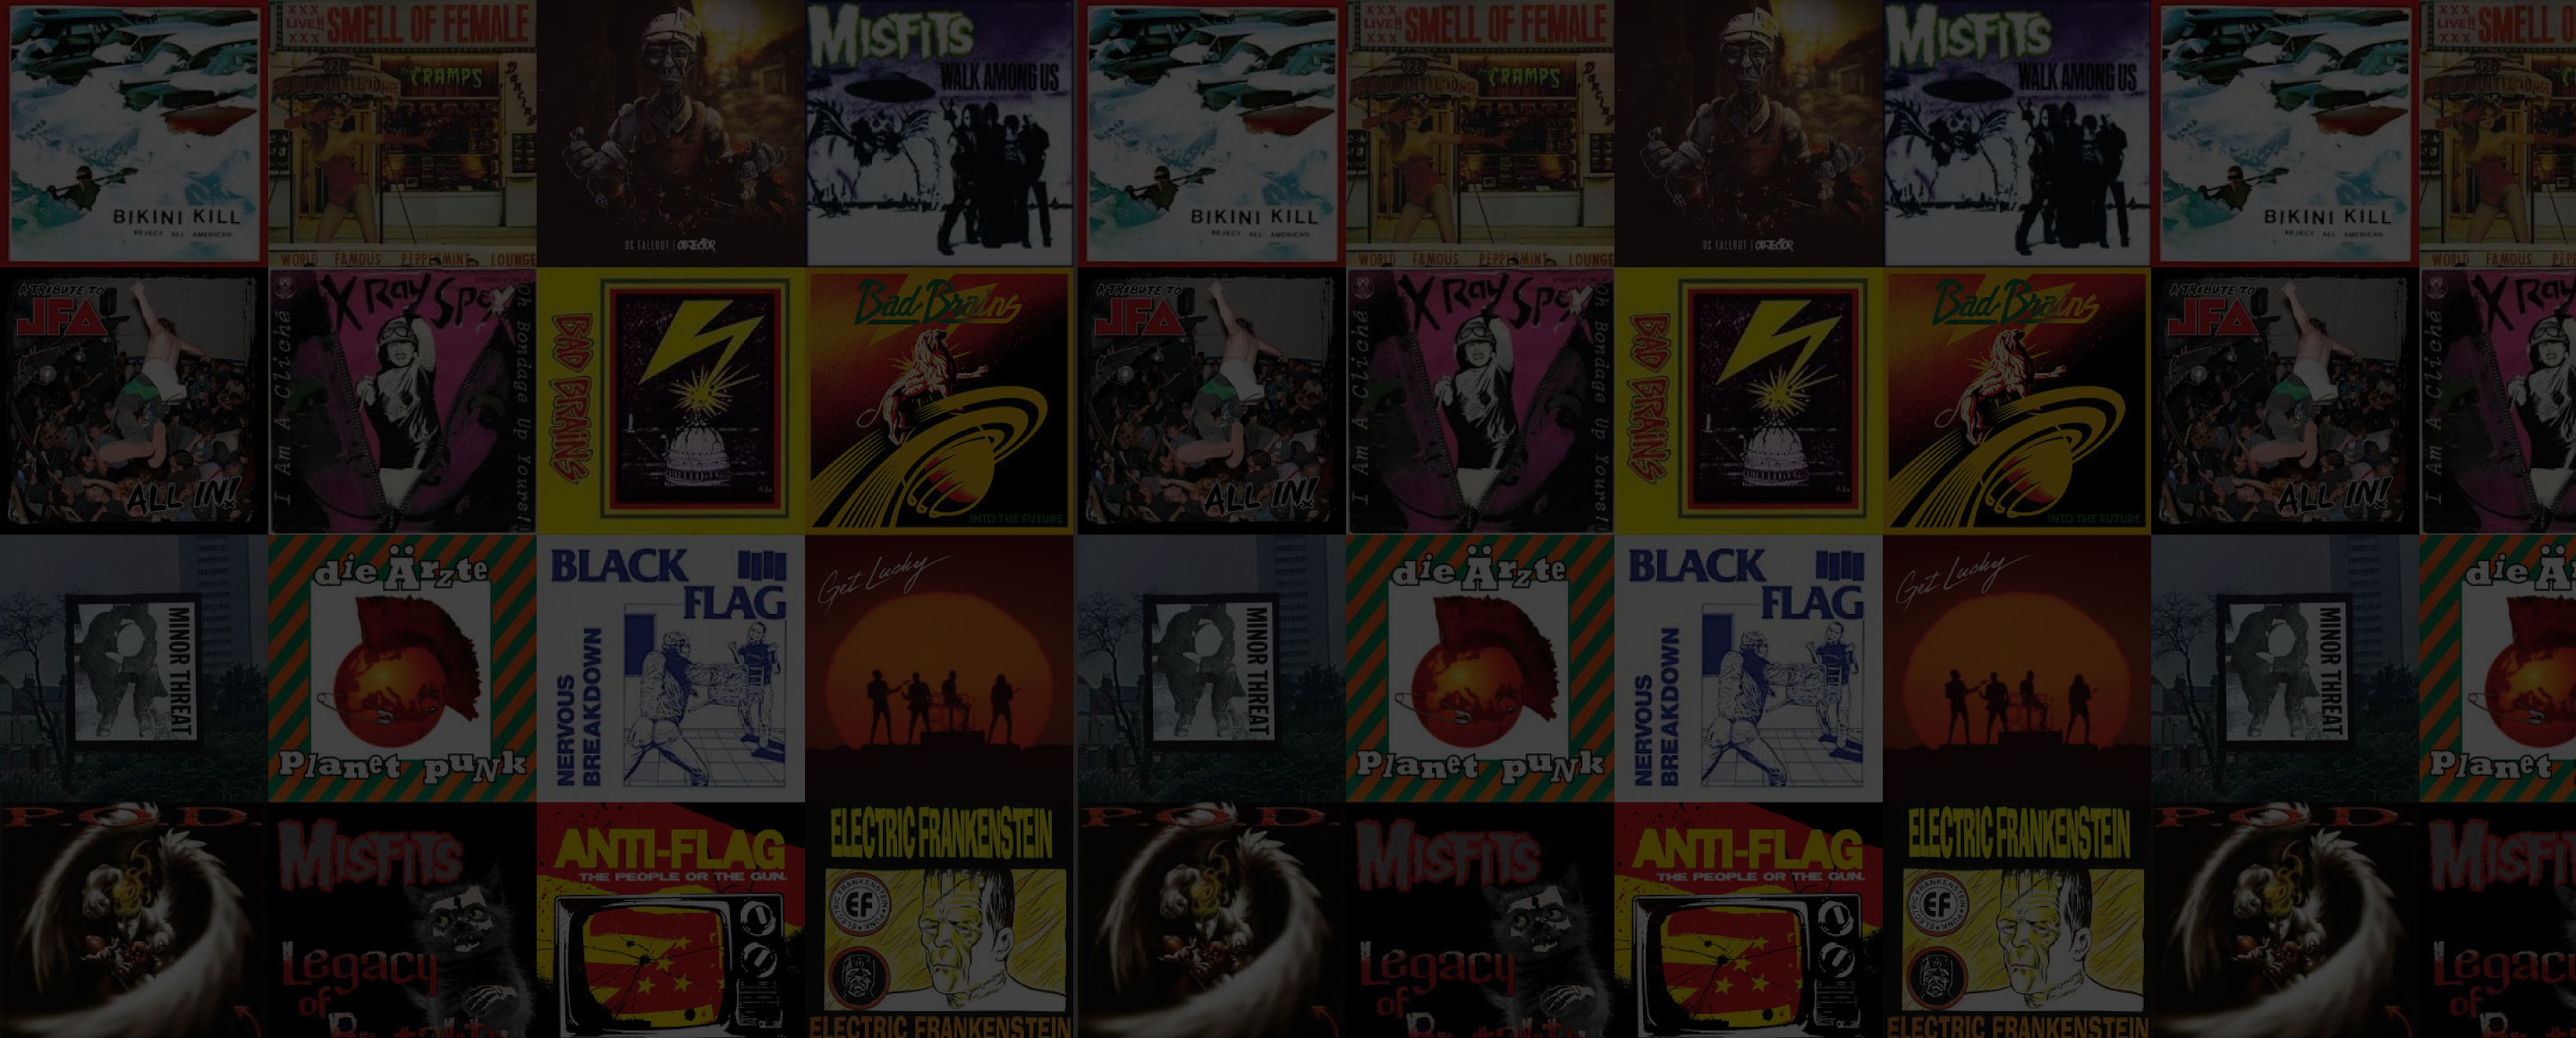 XXX
LIVE!!
XXX
SMELL OF FEMALE
CRAMPS
Dancing
BIKINI KILL
REJECT ALL AMERICAN
WORLD FAMOUS PEPPERMINT LOUNGE
DC FALLOUT | OBJECTOR
MISFITS
WALK AMONG US
BIKINI KILL
REJECT ALL AMERICAN
XXX
LIVE!!
XXX
SMELL OF FEMALE
CRAMPS
Dancing
WORLD FAMOUS PEPPERMINT LOUNGE
DC FALLOUT | OBJECTOR
MISFITS
WALK AMONG US
BIKINI KILL
REJECT ALL AMERICAN
XXX
LIVE!!
XXX
SMELL O
WORLD FAMOUS PEPP
A TRIBUTE TO
JFA
ALL IN!
X Ray Spex
I Am A Cliché
Oh Bondage Up Yours!
BAD BRAINS
Bad Brains
INTO THE FUTURE
A TRIBUTE TO
JFA
ALL IN!
X Ray Spex
I Am A Cliché
Oh Bondage Up Yours!
BAD BRAINS
Bad Brains
INTO THE FUTURE
A TRIBUTE TO
JFA
ALL IN!
X Ray
I Am A Cliché
MINOR THREAT
die Ärzte
Planet punk
BLACK
FLAG
NERVOUS
BREAKDOWN
Get Lucky
MINOR THREAT
die Ärzte
Planet punk
BLACK
FLAG
NERVOUS
BREAKDOWN
Get Lucky
MINOR THREAT
die Är
Planet
P.O.D.
MISFITS
Legacy
of
ANTI-FLAG
THE PEOPLE OR THE GUN.
ELECTRIC FRANKENSTEIN
EF
ELECTRIC FRANKENSTEIN
P.O.D.
MISFITS
Legacy
of
ANTI-FLAG
THE PEOPLE OR THE GUN.
ELECTRIC FRANKENSTEIN
EF
ELECTRIC FRANKENSTEIN
P.O.D.
MISFIT
Legacy
of